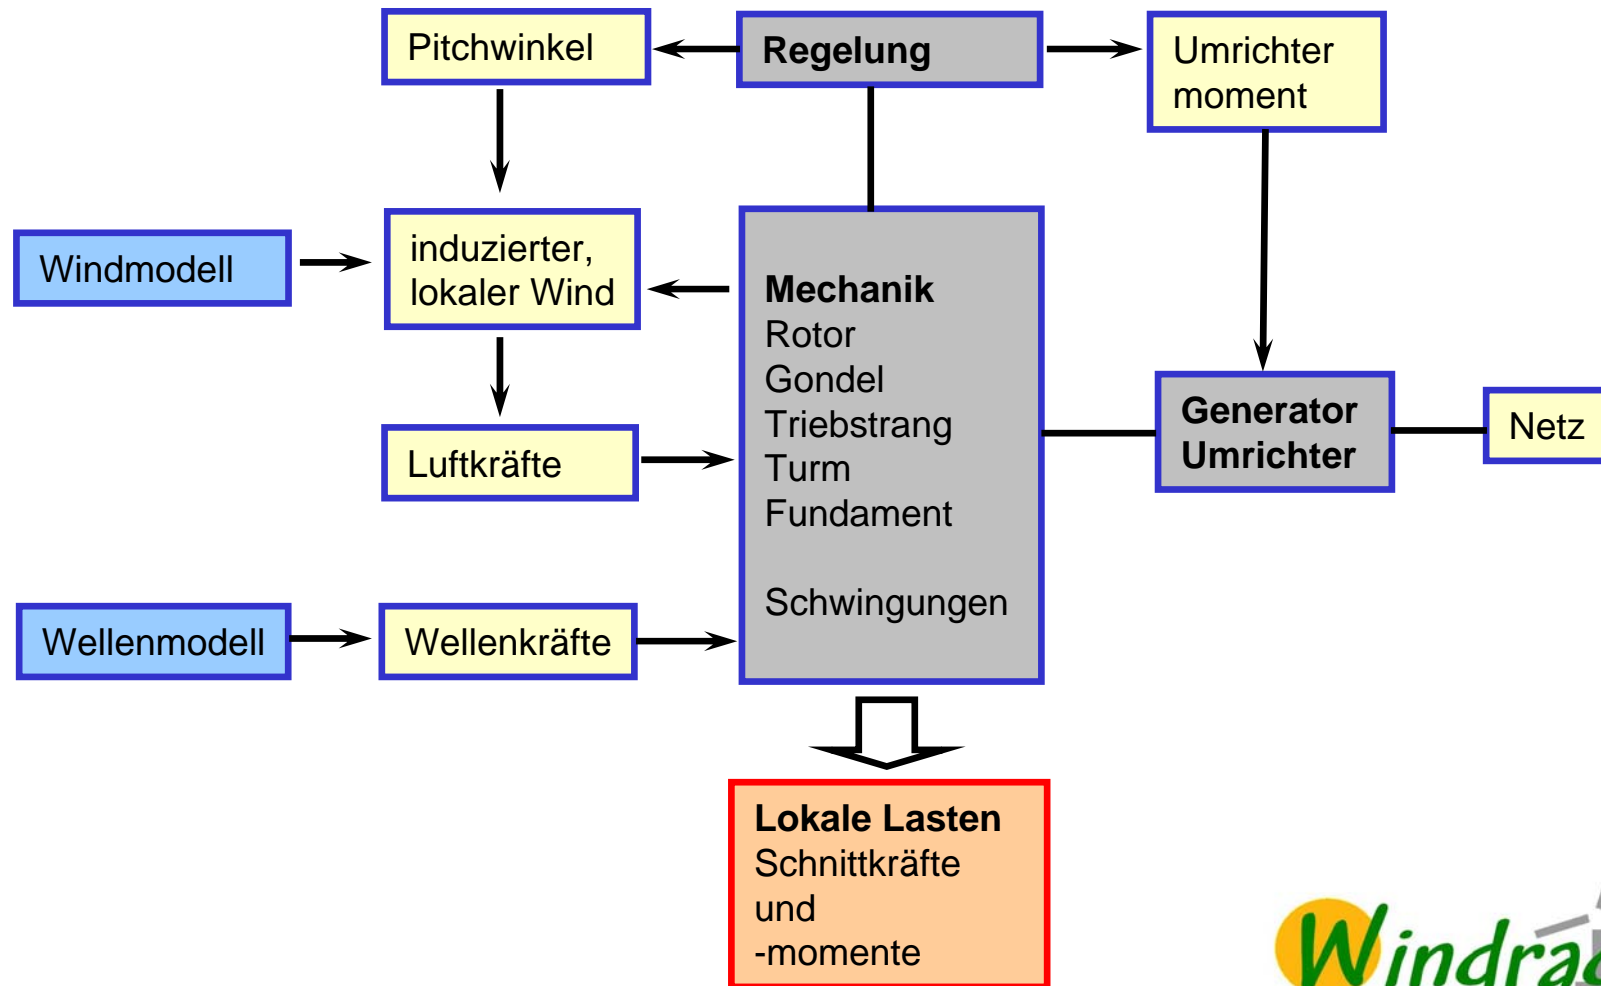 Pitchwinkel
Regelung
Umrichter
moment
Windmodell
induzierter,
lokaler Wind
Mechanik
Rotor
Gondel
Triebstrang
Turm
Fundament
Schwingungen
Luftkräfte
Generator
Umrichter
Netz
Wellenmodell
Wellenkräfte
Lokale Lasten
Schnittkräfte
und
-momente